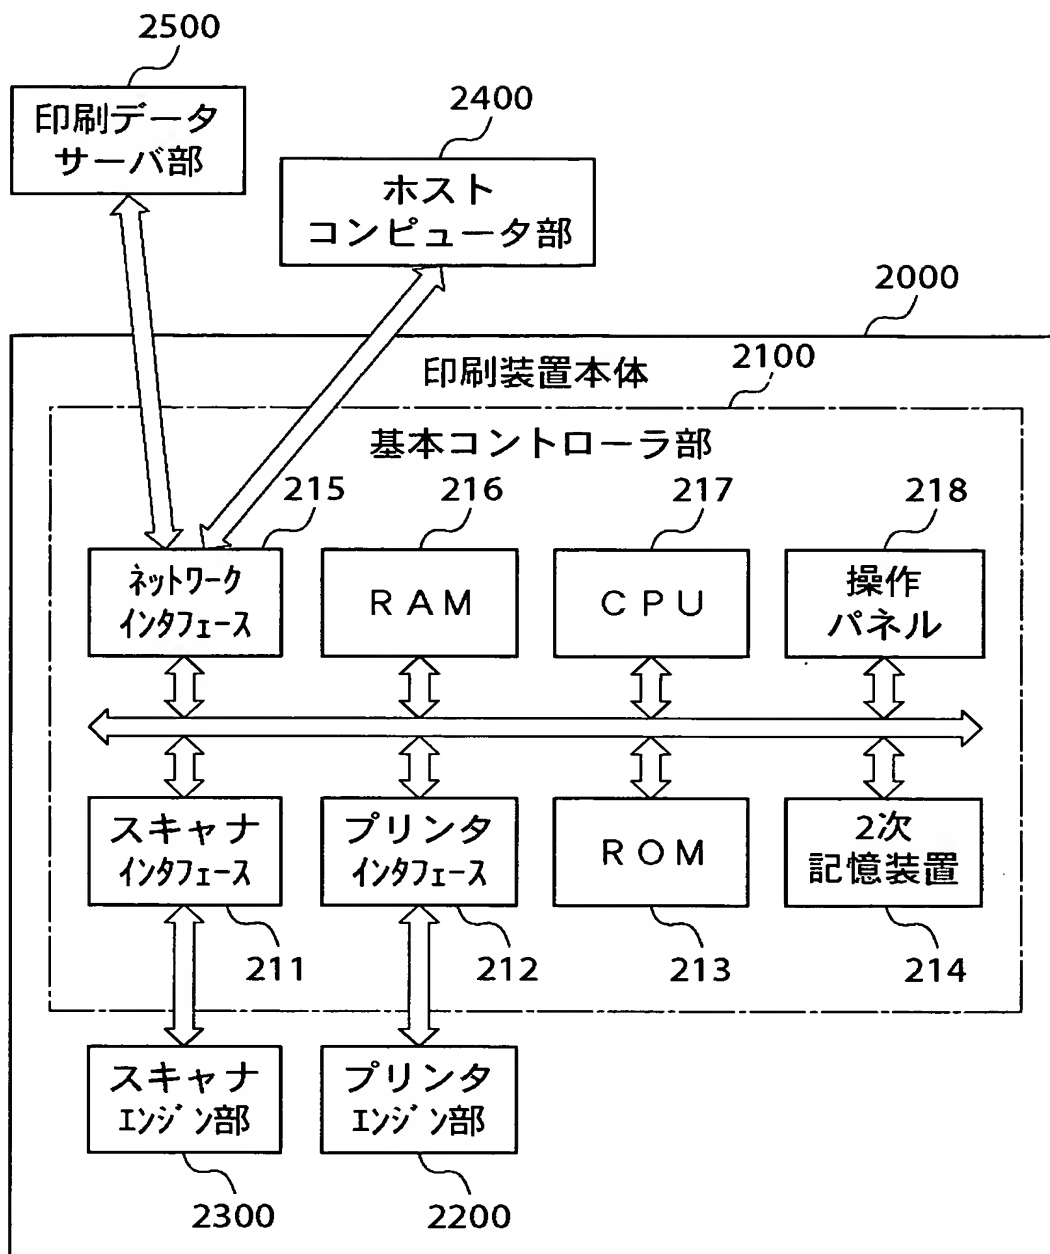 2500
印刷データ
サーバ部
2400
ホスト
コンピュータ部
2000
印刷装置本体
2100
基本コントローラ部
215
216
217
218
ネットワーク
インタフェース
RAM
CPU
操作
パネル
スキャナ
インタフェース
プリンタ
インタフェース
ROM
2次
記憶装置
211
212
213
214
スキャナ
エンジン部
プリンタ
エンジン部
2300
2200